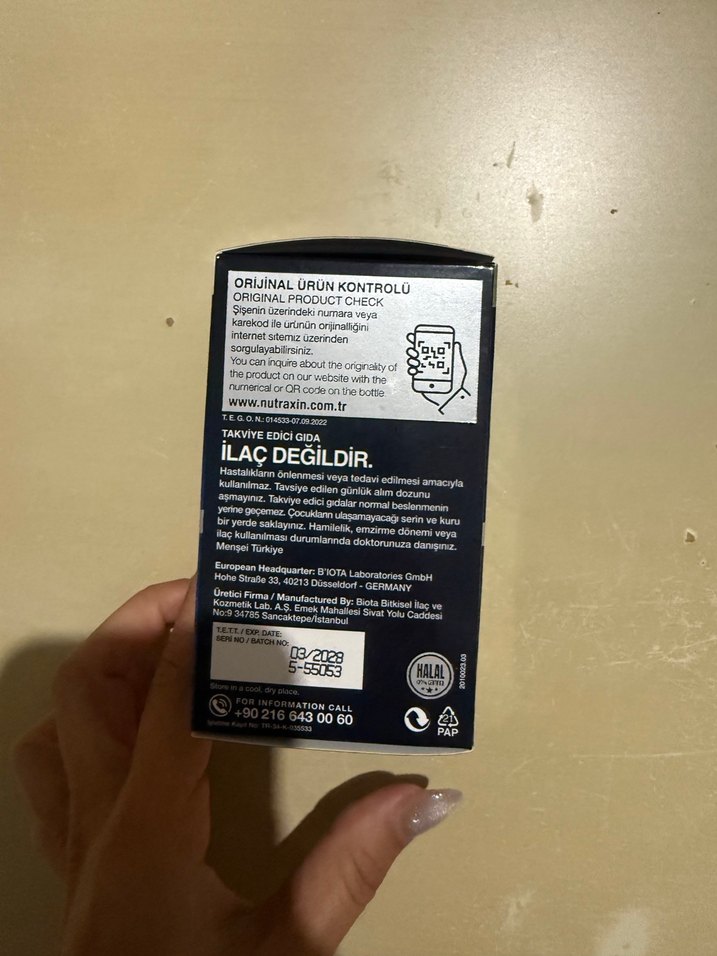 ORİJİNAL ÜRÜN KONTROLÜ
ORIGINAL PRODUCT CHECK
Şişenin üzerindeki numara veya
karekod ile ürünün orijinalliğini
internet sitemiz üzerinden
sorgulayabilirsiniz.
You can inquire about the originality of
the product on our website with the
numerical or QR code on the bottle.
www.nutraxin.com.tr
T. E. G. O. N.: 014533-07.09.2022
TAKVİYE EDİCİ GIDA
İLAÇ DEĞİLDİR.
Hastalıkların önlenmesi veya tedavi edilmesi amacıyla
kullanılmaz. Tavsiye edilen günlük alım dozunu
aşmayınız. Takviye edici gıdalar normal beslenmenin
yerine geçemez. Çocukların ulaşamayacağı serin ve kuru
bir yerde saklayınız. Hamilelik, emzirme dönemi veya
ilaç kullanılması durumlarında doktorunuza danışınız.
Menşei Türkiye
European Headquarter: B'IOTA Laboratories GmbH
Hohe Straße 33, 40213 Düsseldorf - GERMANY
Üretici Firma / Manufactured By: Biota Bitkisel İlaç ve
Kozmetik Lab. A.Ş. Emek Mahallesi Sivat Yolu Caddesi
No:9 34785 Sancaktepe/İstanbul
T.E.T.T. / EXP. DATE:
SERİ NO / BATCH NO:
03/2028
5-55053
HALAL
2010023.03
Store in a cool, dry place.
FOR INFORMATION CALL
+90 216 643 00 60
İşletme Kayıt No: TR-34-K-035533
21
PAP